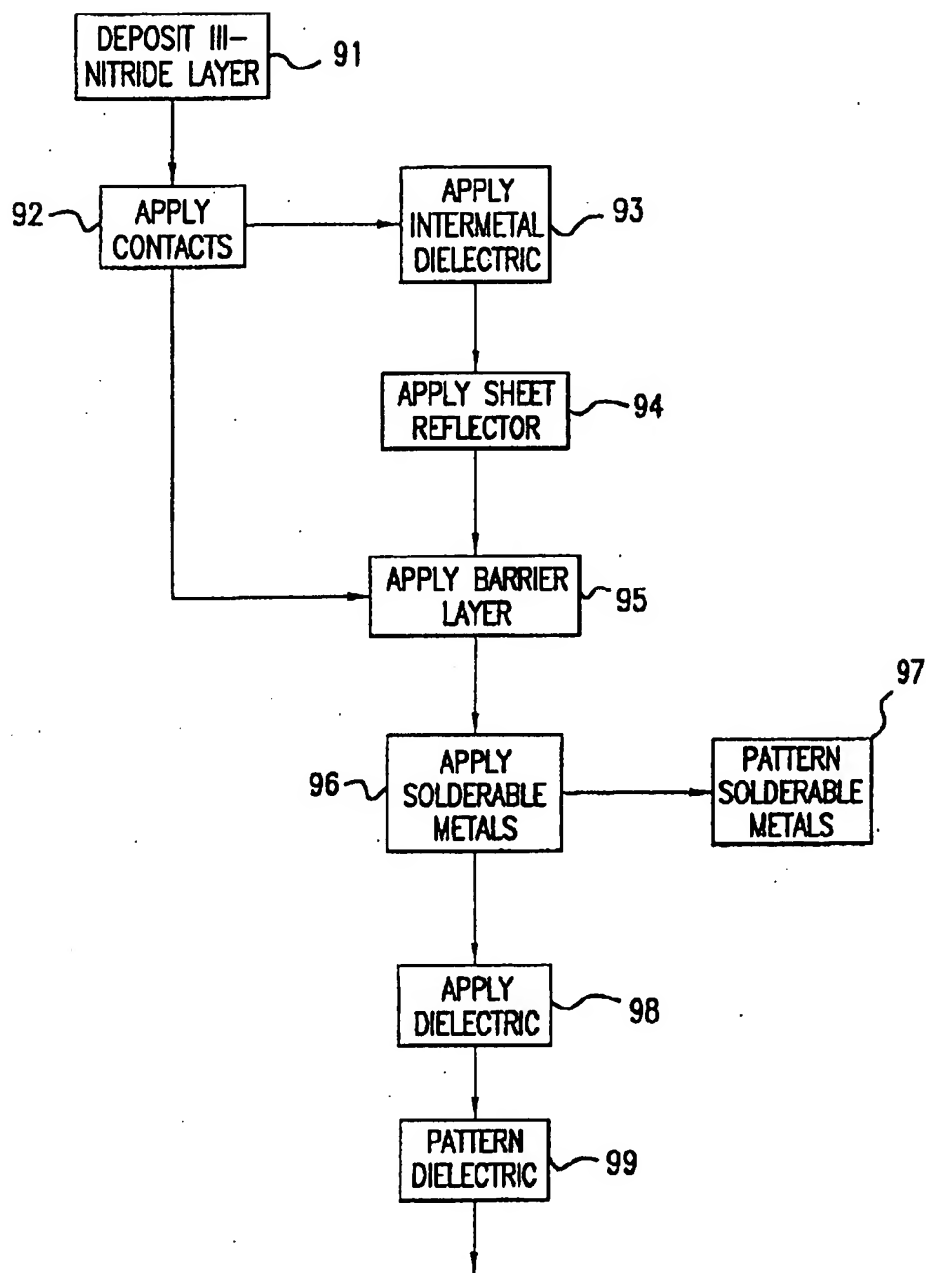 DEPOSIT III-
NITRIDE LAYER
91
92
APPLY
CONTACTS
APPLY
INTERMETAL
DIELECTRIC
93
APPLY SHEET
REFLECTOR
94
APPLY BARRIER
LAYER
95
96
APPLY
SOLDERABLE
METALS
97
PATTERN
SOLDERABLE
METALS
APPLY
DIELECTRIC
98
PATTERN
DIELECTRIC
99